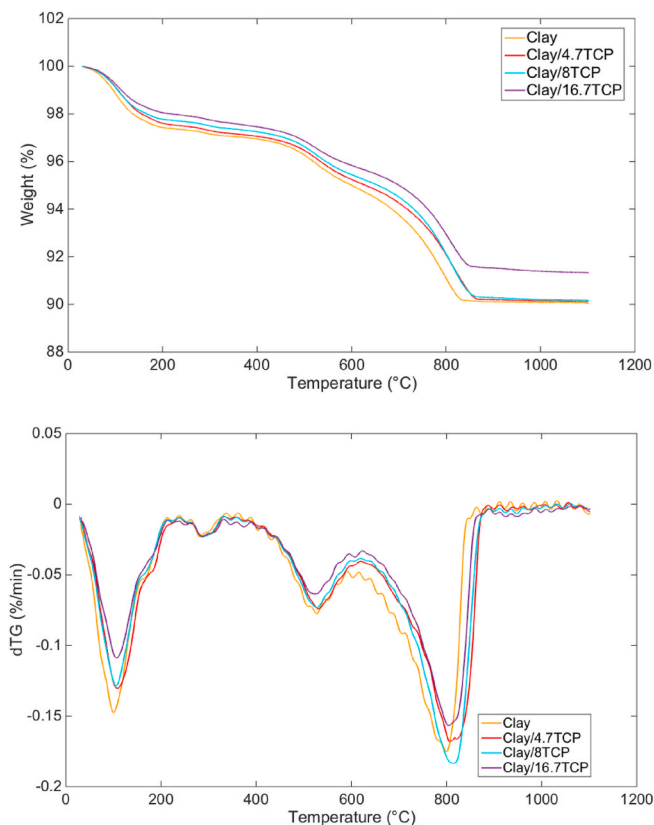 102
100
98
96
94
92
90
88
Weight (%)
Clay
Clay/4.7TCP
Clay/8TCP
Clay/16.7TCP
0
200
400
600
800
1000
1200
Temperature (°C)
0.05
0
-0.05
-0.1
-0.15
-0.2
dTG (%/min)
Clay
Clay/4.7TCP
Clay/8TCP
Clay/16.7TCP
0
200
400
600
800
1000
1200
Temperature (°C)